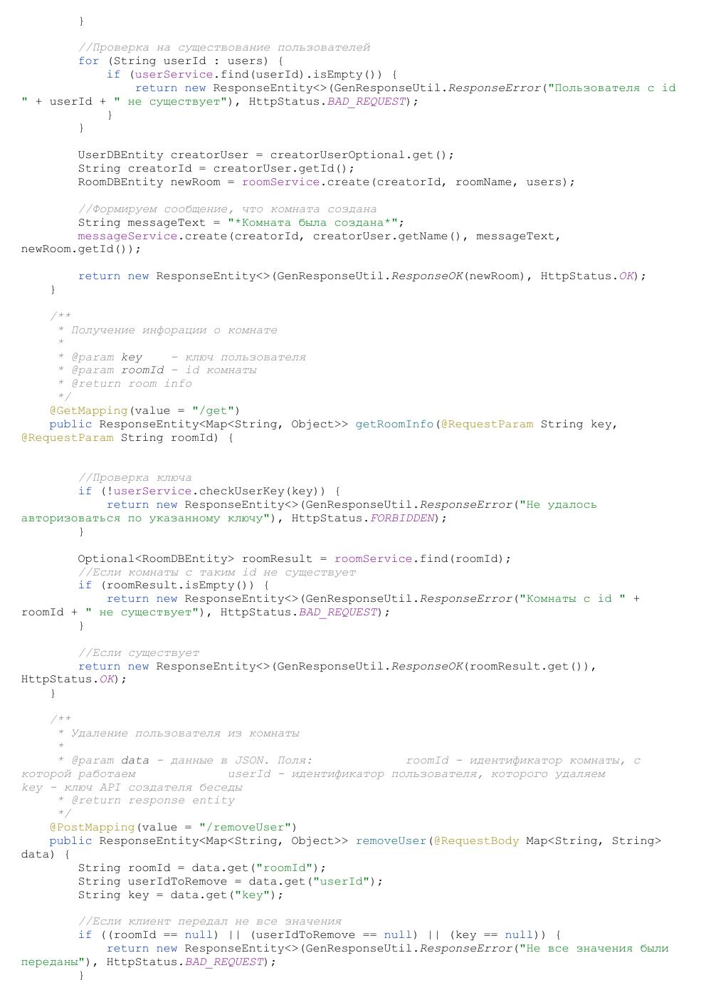 }

        //Проверка на существование пользователей
        for (String userId : users) {
            if (userService.find(userId).isEmpty()) {
                return new ResponseEntity<>(GenResponseUtil.ResponseError("Пользователя с id
" + userId + " не существует"), HttpStatus.BAD_REQUEST);
            }
        }

        UserDBEntity creatorUser = creatorUserOptional.get();
        String creatorId = creatorUser.getId();
        RoomDBEntity newRoom = roomService.create(creatorId, roomName, users);

        //Формируем сообщение, что комната создана
        String messageText = "*Комната была создана*";
        messageService.create(creatorId, creatorUser.getName(), messageText,
newRoom.getId());

        return new ResponseEntity<>(GenResponseUtil.ResponseOK(newRoom), HttpStatus.OK);
    }

    /**
     * Получение инфорации о комнате
     *
     * @param key    - ключ пользователя
     * @param roomId - id комнаты
     * @return room info
     */
    @GetMapping(value = "/get")
    public ResponseEntity<Map<String, Object>> getRoomInfo(@RequestParam String key,
@RequestParam String roomId) {


        //Проверка ключа
        if (!userService.checkUserKey(key)) {
            return new ResponseEntity<>(GenResponseUtil.ResponseError("Не удалось
авторизоваться по указанному ключу"), HttpStatus.FORBIDDEN);
        }

        Optional<RoomDBEntity> roomResult = roomService.find(roomId);
        //Если комнаты с таким id не существует
        if (roomResult.isEmpty()) {
            return new ResponseEntity<>(GenResponseUtil.ResponseError("Комнаты с id " +
roomId + " не существует"), HttpStatus.BAD_REQUEST);
        }

        //Если существует
        return new ResponseEntity<>(GenResponseUtil.ResponseOK(roomResult.get()),
HttpStatus.OK);
    }

    /**
     * Удаление пользователя из комнаты
     *
     * @param data - данные в JSON. Поля:             roomId - идентификатор комнаты, с
которой работаем             userId - идентификатор пользователя, которого удаляем
key - ключ API создателя беседы
     * @return response entity
     */
    @PostMapping(value = "/removeUser")
    public ResponseEntity<Map<String, Object>> removeUser(@RequestBody Map<String, String>
data) {
        String roomId = data.get("roomId");
        String userIdToRemove = data.get("userId");
        String key = data.get("key");

        //Если клиент передал не все значения
        if ((roomId == null) || (userIdToRemove == null) || (key == null)) {
            return new ResponseEntity<>(GenResponseUtil.ResponseError("Не все значения были
переданы"), HttpStatus.BAD_REQUEST);
        }